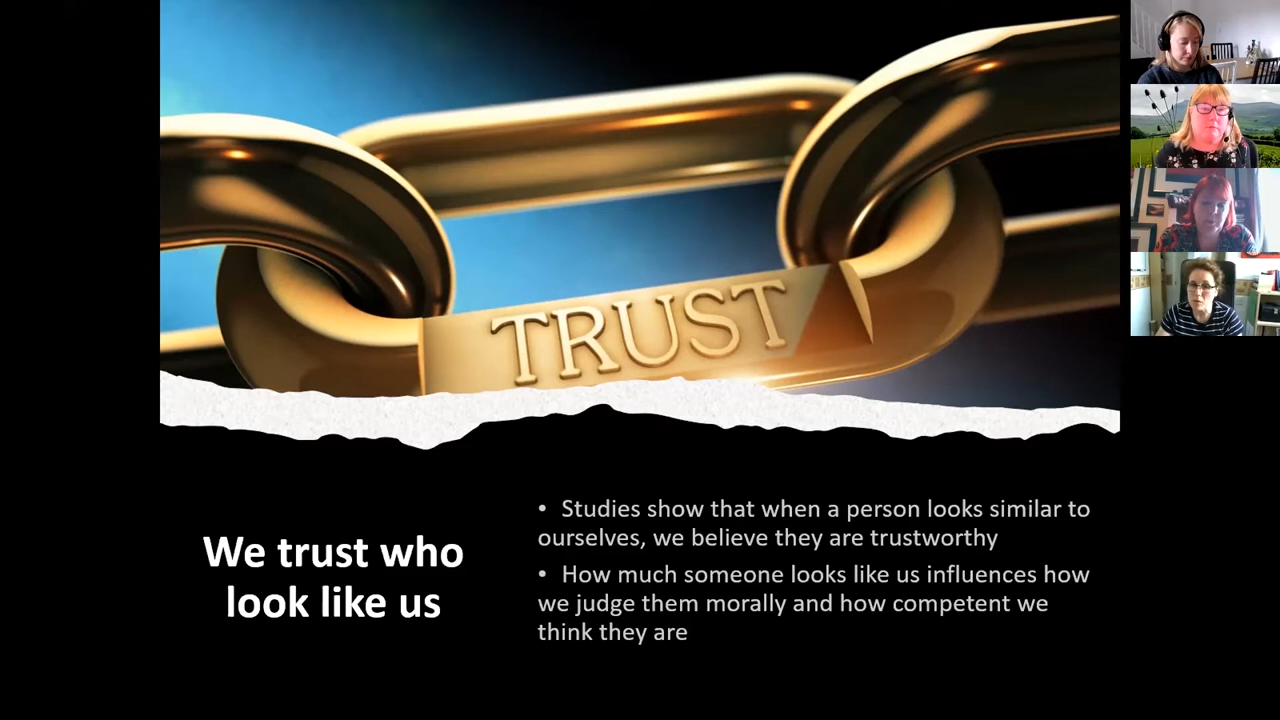 TRUST
We trust who
look like us
• Studies show that when a person looks similar to
ourselves, we believe they are trustworthy
• How much someone looks like us influences how
we judge them morally and how competent we
think they are